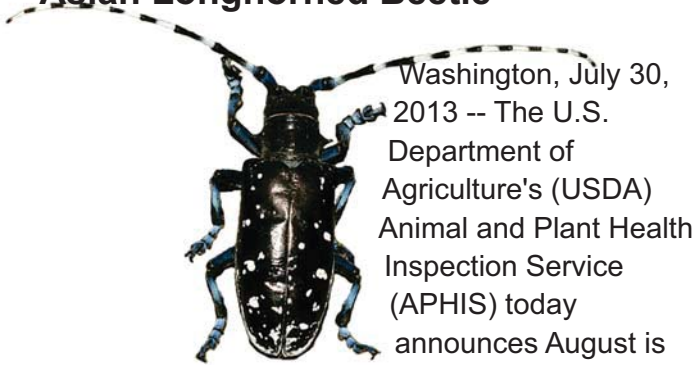 Asian Longhorned Beetle
Washington, July 30,
2013 -- The U.S.
Department of
Agriculture's (USDA)
Animal and Plant Health
Inspection Service
(APHIS) today
announces August is